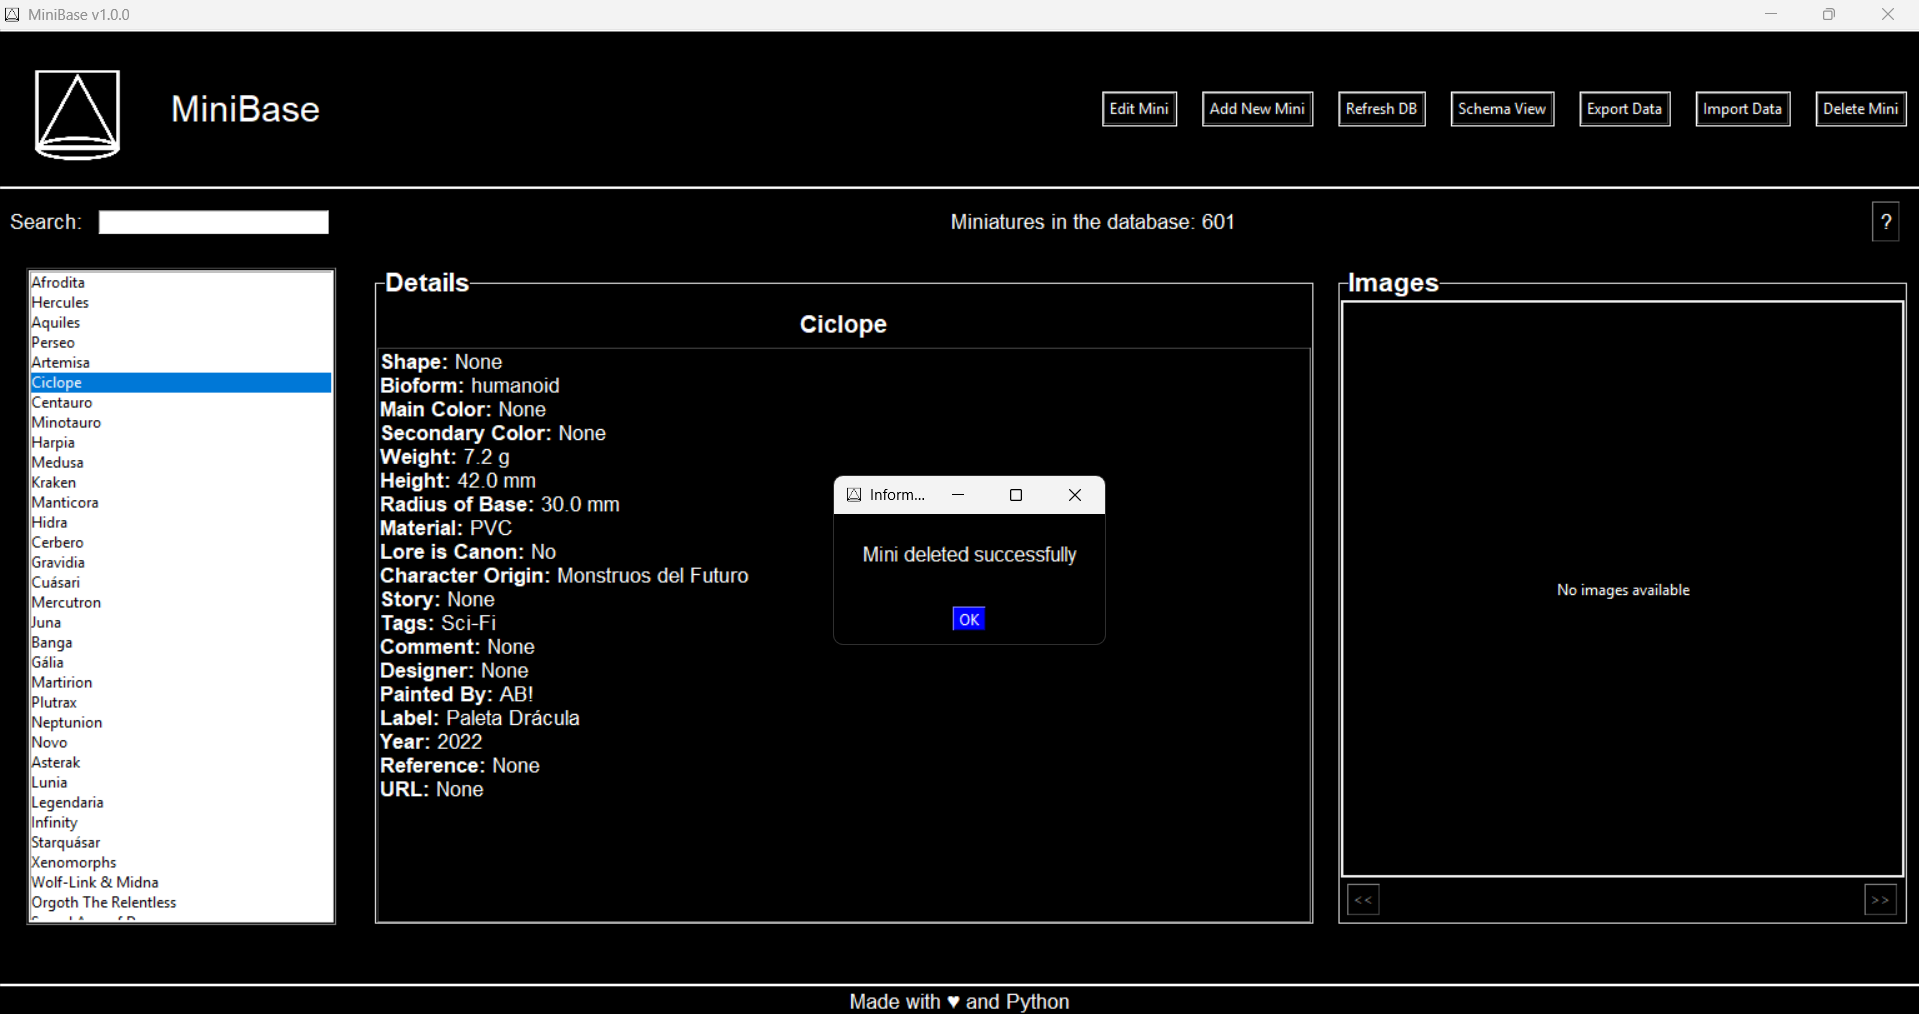 MiniBase v1.0.0
MiniBase
Edit Mini
Add New Mini
Refresh DB
Schema View
Export Data
Import Data
Delete Mini
Search:
Miniatures in the database: 601
?
Afrodita
Hercules
Aquiles
Perseo
Artemisa
Ciclope
Centauro
Minotauro
Harpia
Medusa
Kraken
Manticora
Hidra
Cerbero
Gravidia
Cuásari
Mercutron
Juna
Banga
Gália
Martirion
Plutrax
Neptunion
Novo
Asterak
Lunia
Legendaria
Infinity
Starquásar
Xenomorphs
Wolf-Link & Midna
Orgoth The Relentless
Details
Ciclope
Shape: None
Bioform: humanoid
Main Color: None
Secondary Color: None
Weight: 7.2 g
Height: 42.0 mm
Radius of Base: 30.0 mm
Material: PVC
Lore is Canon: No
Character Origin: Monstruos del Futuro
Story: None
Tags: Sci-Fi
Comment: None
Designer: None
Painted By: AB!
Label: Paleta Drácula
Year: 2022
Reference: None
URL: None
Inform...
Mini deleted successfully
OK
Images
No images available
<<
>>
Made with ♥ and Python